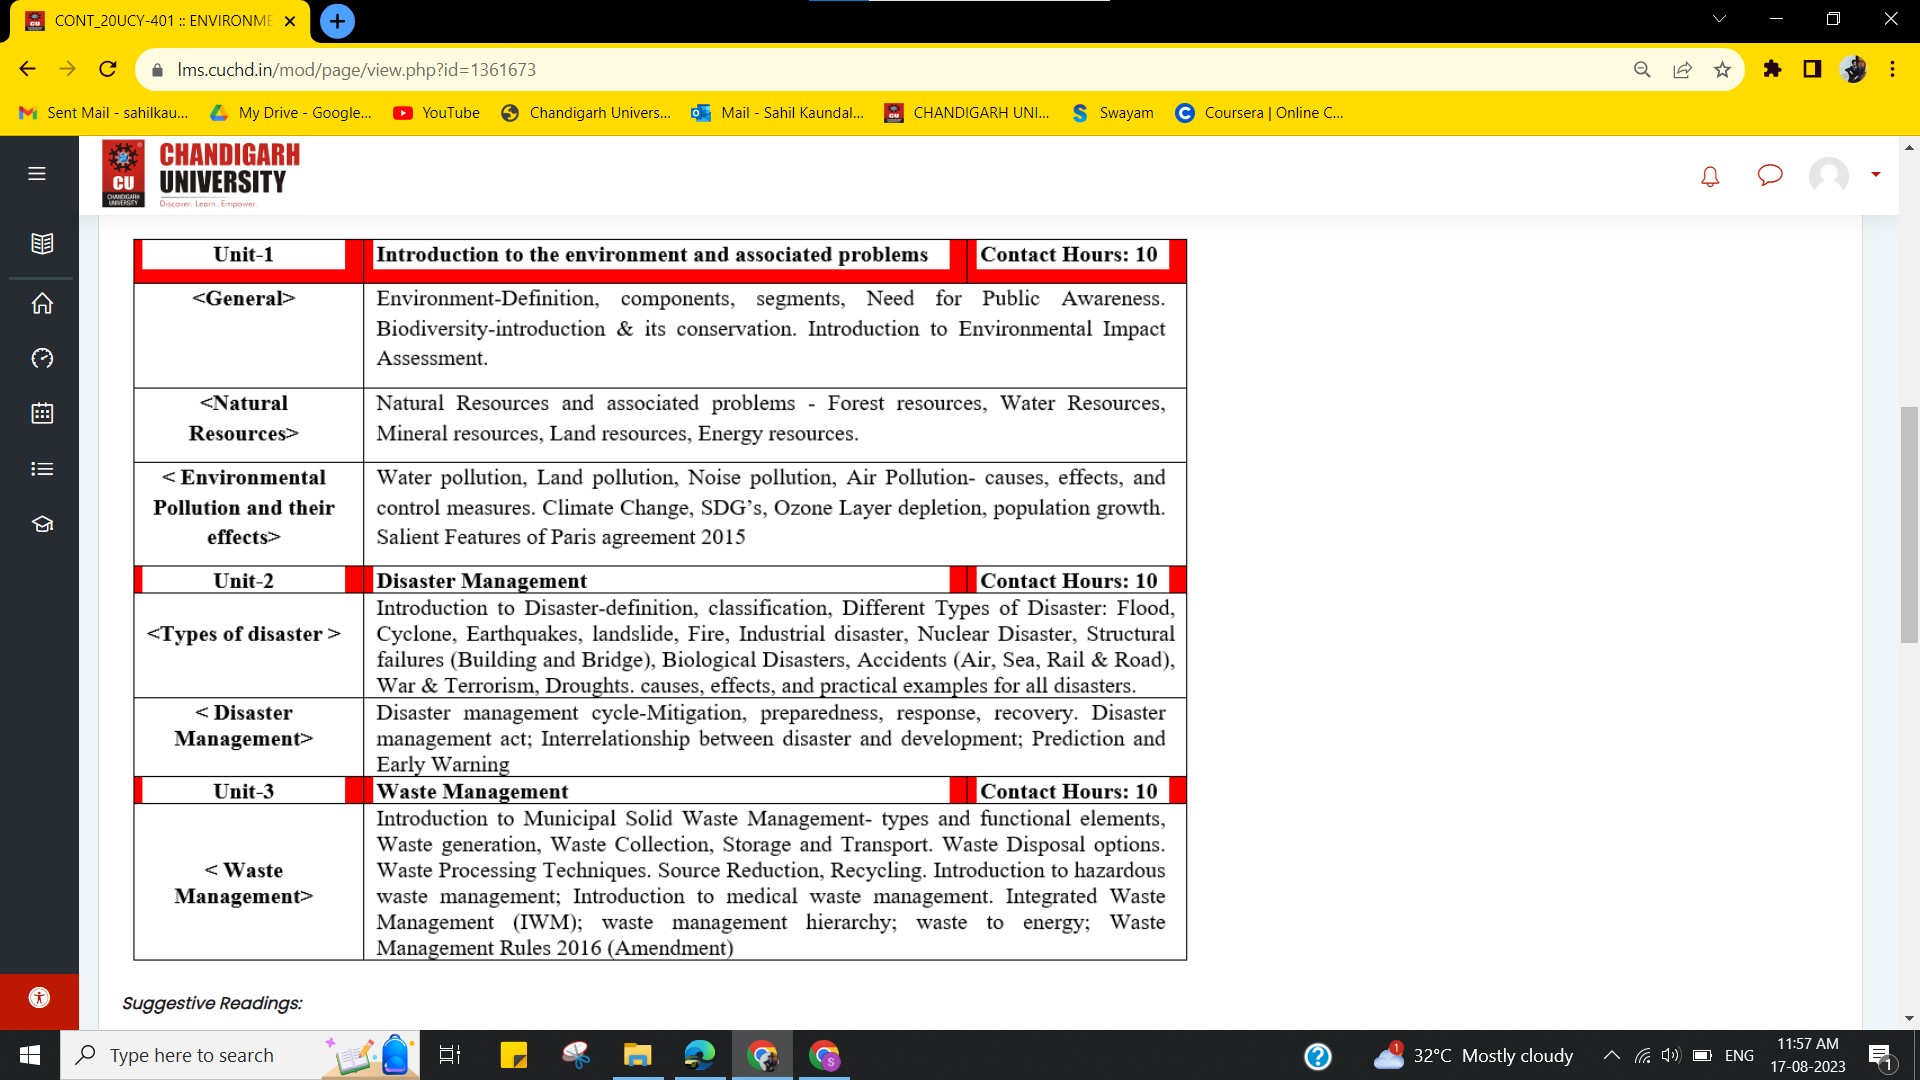 CONT_20UCY-401 :: ENVIRONME
lms.cuchd.in/mod/page/view.php?id=1361673
Sent Mail - sahilkau... My Drive - Google... YouTube Chandigarh Univers... Mail - Sahil Kaundal... CHANDIGARH UNI... Swayam Coursera | Online C...
CU
CHANDIGARH
UNIVERSITY
CHANDIGARH
UNIVERSITY
Discover. Learn. Empower.
Unit-1 Introduction to the environment and associated problems Contact Hours: 10
<General>
Environment-Definition, components, segments, Need for Public Awareness.
Biodiversity-introduction & its conservation. Introduction to Environmental Impact
Assessment.
<Natural
Resources>
Natural Resources and associated problems - Forest resources, Water Resources,
Mineral resources, Land resources, Energy resources.
< Environmental
Pollution and their
effects>
Water pollution, Land pollution, Noise pollution, Air Pollution- causes, effects, and
control measures. Climate Change, SDG’s, Ozone Layer depletion, population growth.
Salient Features of Paris agreement 2015
Unit-2 Disaster Management Contact Hours: 10
<Types of disaster >
Introduction to Disaster-definition, classification, Different Types of Disaster: Flood,
Cyclone, Earthquakes, landslide, Fire, Industrial disaster, Nuclear Disaster, Structural
failures (Building and Bridge), Biological Disasters, Accidents (Air, Sea, Rail & Road),
War & Terrorism, Droughts. causes, effects, and practical examples for all disasters.
< Disaster
Management>
Disaster management cycle-Mitigation, preparedness, response, recovery. Disaster
management act; Interrelationship between disaster and development; Prediction and
Early Warning
Unit-3 Waste Management Contact Hours: 10
< Waste
Management>
Introduction to Municipal Solid Waste Management- types and functional elements,
Waste generation, Waste Collection, Storage and Transport. Waste Disposal options.
Waste Processing Techniques. Source Reduction, Recycling. Introduction to hazardous
waste management; Introduction to medical waste management. Integrated Waste
Management (IWM); waste management hierarchy; waste to energy; Waste
Management Rules 2016 (Amendment)
Suggestive Readings:
Type here to search
1
32°C Mostly cloudy
ENG
11:57 AM
17-08-2023
1